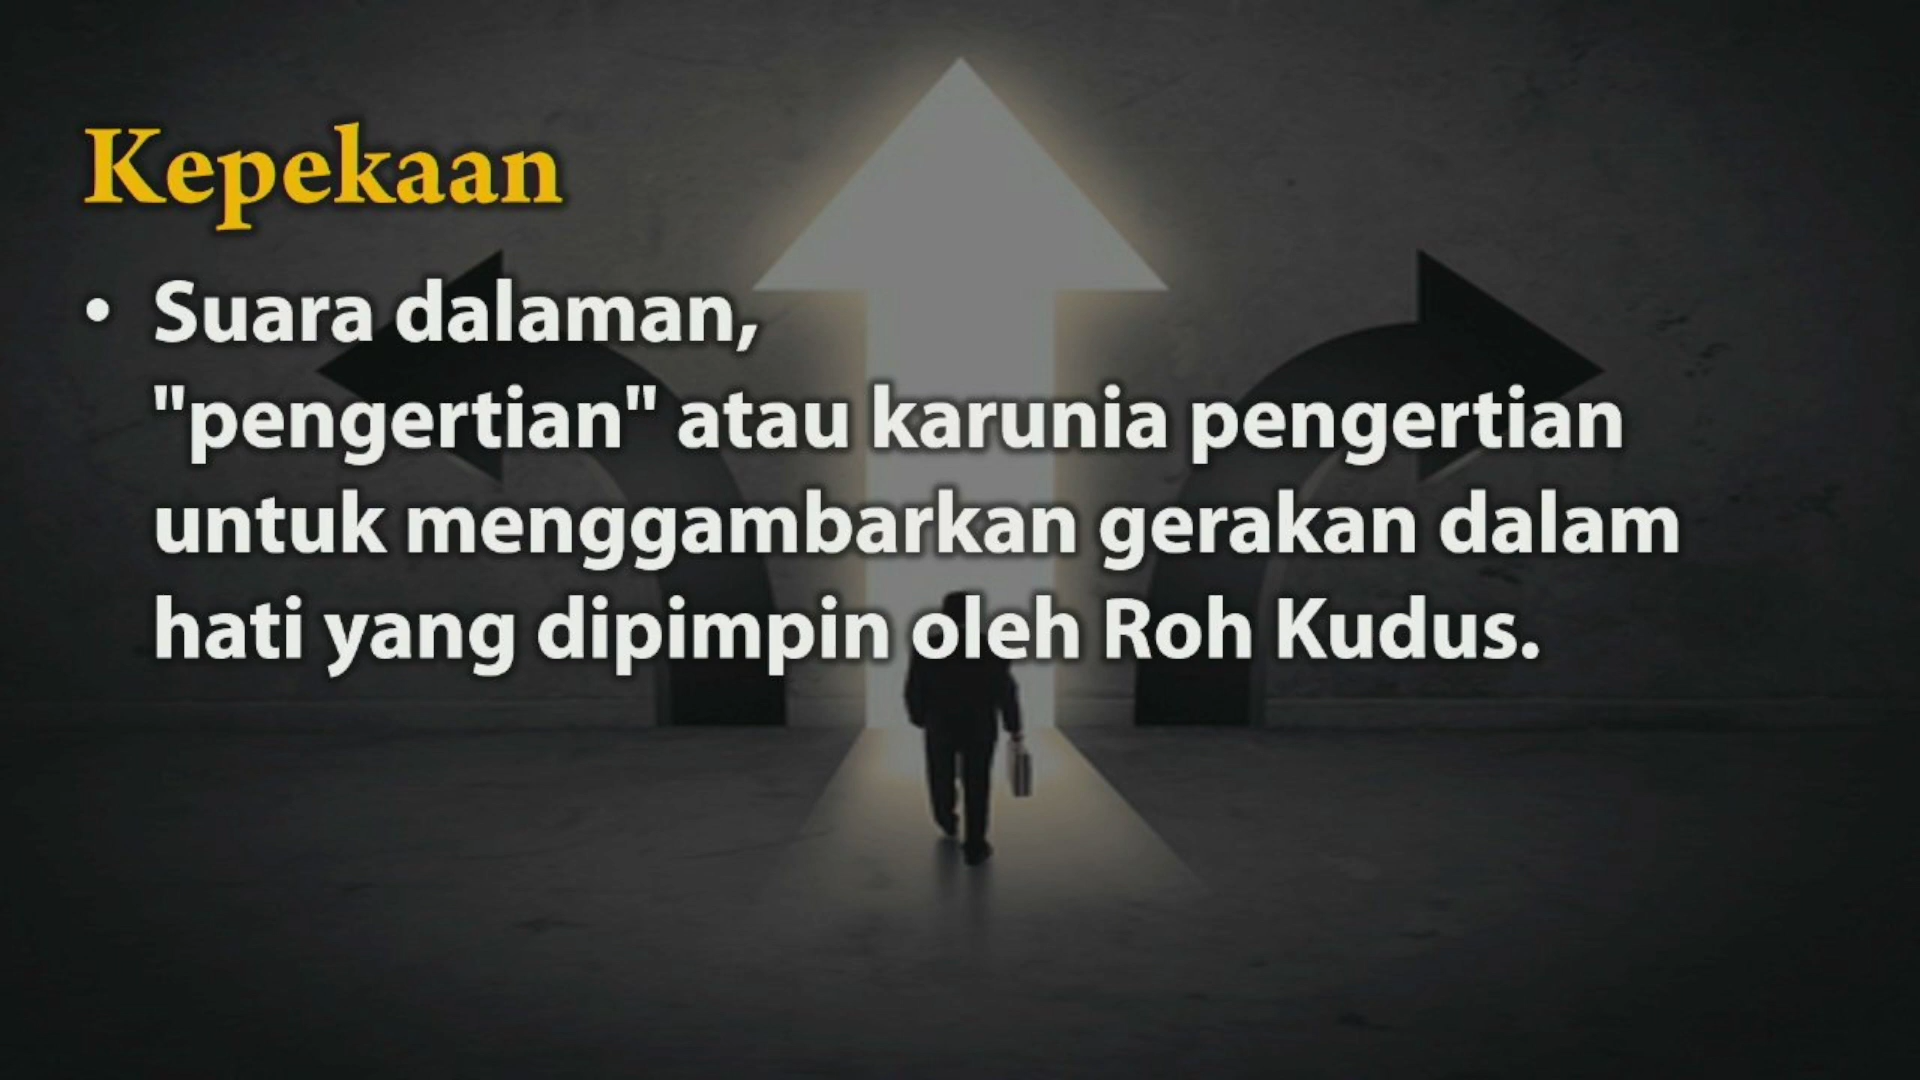 Kepekaan
• Suara dalaman,
"pengertian" atau karunia pengertian
untuk menggambarkan gerakan dalam
hati yang dipimpin oleh Roh Kudus.